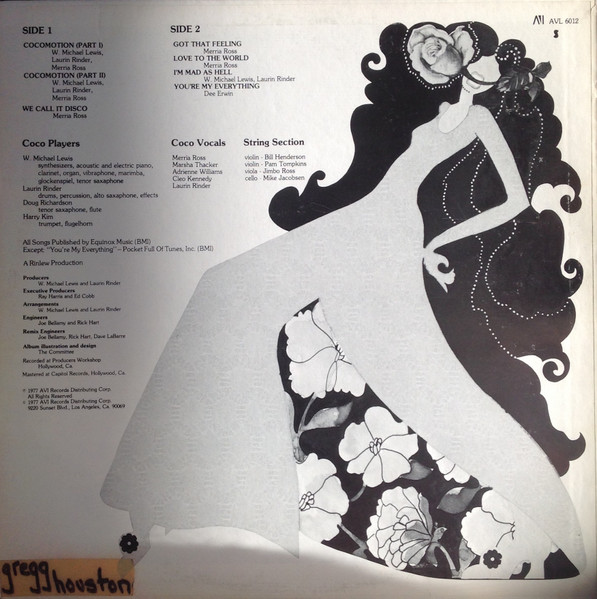 AVI AVL 6012
S
SIDE 1
COCOMOTION (PART I)
W. Michael Lewis,
Laurin Rinder,
Merria Ross
COCOMOTION (PART II)
W. Michael Lewis,
Laurin Rinder,
Merria Ross
WE CALL IT DISCO
Merria Ross
SIDE 2
GOT THAT FEELING
Merria Ross
LOVE TO THE WORLD
Merria Ross
I'M MAD AS HELL
W. Michael Lewis, Laurin Rinder
YOU'RE MY EVERYTHING
Dee Erwin
Coco Players
W. Michael Lewis
synthesizers, acoustic and electric piano,
clarinet, organ, vibraphone, marimba,
glockenspiel, tenor saxophone
Laurin Rinder
drums, percussion, alto saxophone, effects
Doug Richardson
tenor saxophone, flute
Harry Kim
trumpet, flugelhorn
Coco Vocals
Merria Ross
Marsha Thacker
Adrienne Williams
Cleo Kennedy
Laurin Rinder
String Section
violin - Bill Henderson
violin - Pam Tompkins
viola - Jimbo Ross
cello - Mike Jacobsen
All Songs Published by Equinox Music (BMI)
Except: "You're My Everything" — Pocket Full Of Tunes, Inc. (BMI)
A Rinlew Production
Producers
W. Michael Lewis and Laurin Rinder
Executive Producers
Ray Harris and Ed Cobb
Arrangements
W. Michael Lewis and Laurin Rinder
Engineers
Joe Bellamy and Rick Hart
Remix Engineers
Joe Bellamy, Rick Hart, Dave LaBarre
Album illustration and design
The Committee
Recorded at Producers Workshop
Hollywood, Ca.
Mastered at Capitol Records, Hollywood, Ca.
℗ 1977 AVI Records Distributing Corp.
All Rights Reserved
© 1977 AVI Records Distributing Corp.
9220 Sunset Blvd., Los Angeles, Ca. 90069
gregg houston